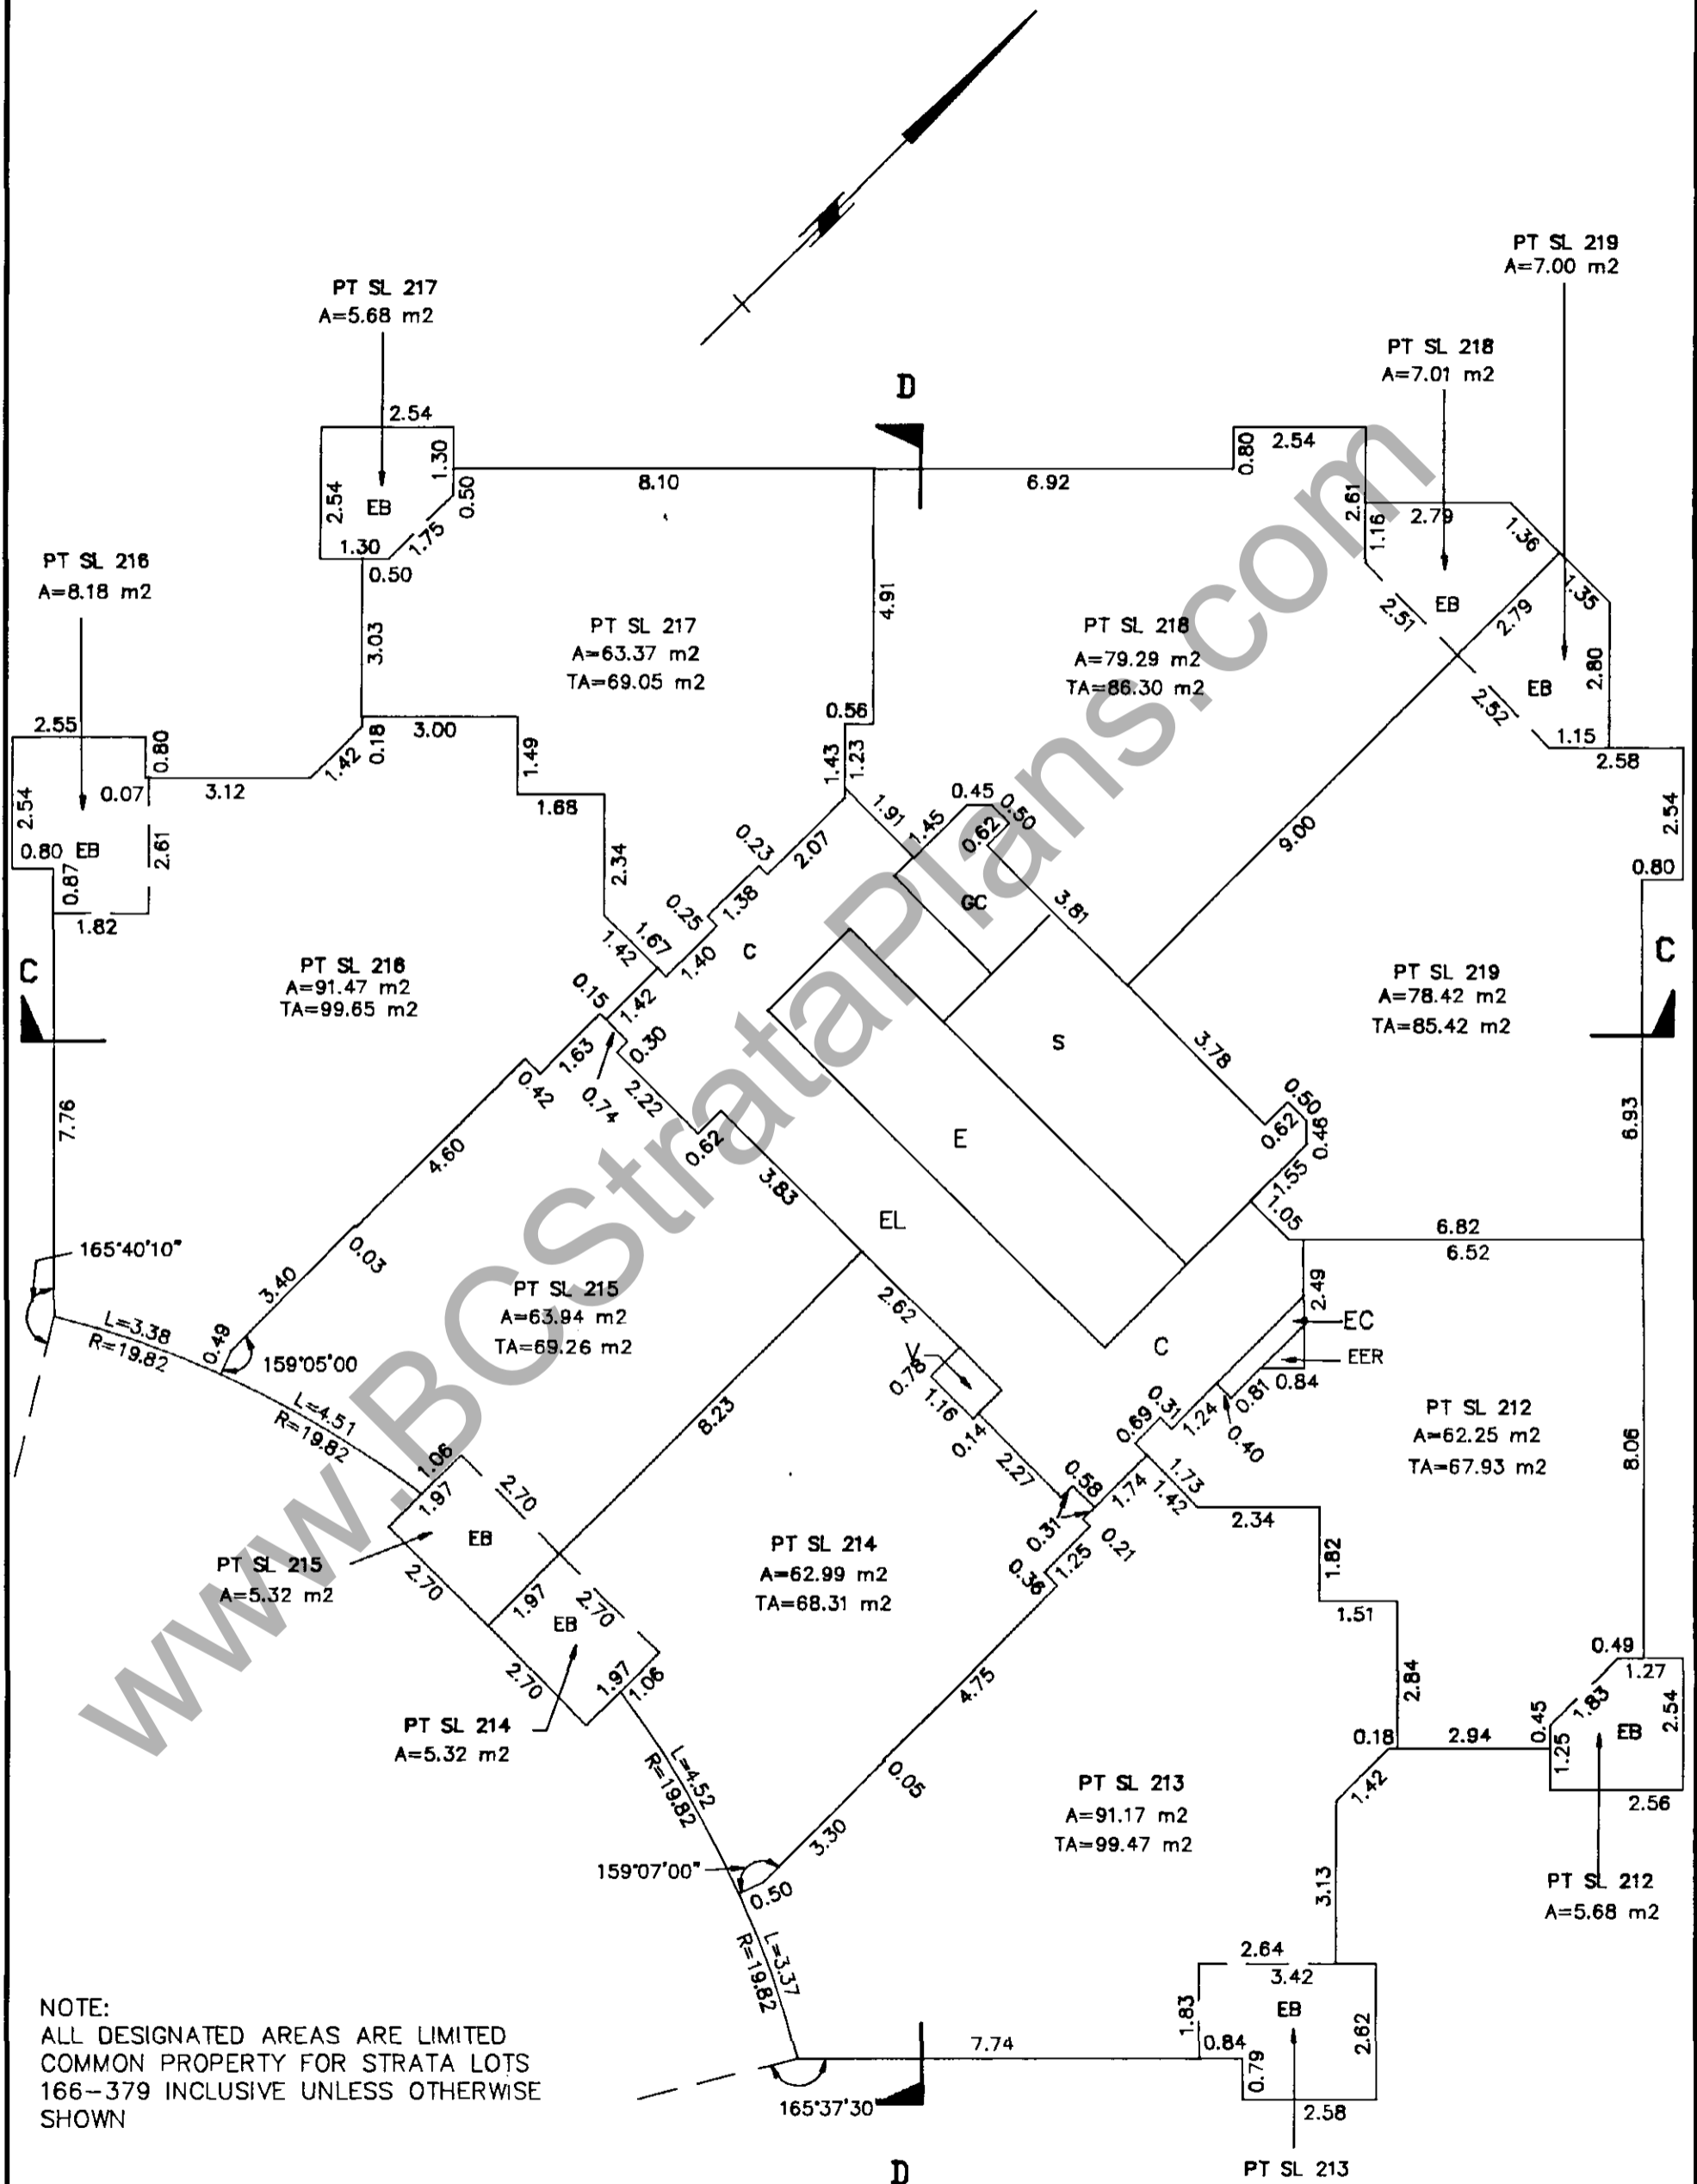 PT SL 219
A=7.00 m2
PT SL 217
A=5.68 m2
PT SL 218
A=7.01 m2
D
2.54
1.30
0.50
2.54
EB
1.30
1.75
0.50
8.10
6.92
0.80
2.54
2.61
1.16
2.79
1.36
1.35
2.51
EB
2.79
2.80
EB
2.52
1.15
2.58
2.54
0.80
PT SL 216
A=8.18 m2
3.03
PT SL 217
A=63.37 m2
TA=69.05 m2
4.91
PT SL 218
A=79.29 m2
TA=86.30 m2
2.55
0.80
0.07
3.12
1.42
0.18
3.00
1.49
1.68
0.56
1.43
1.23
2.54
0.80 EB
2.61
0.87
1.82
2.34
1.91
1.45
0.45
0.50
0.62
0.23
2.07
1.38
0.25
1.67
1.42
1.40
C
GC
3.81
9.00
C
PT SL 216
A=91.47 m2
TA=99.65 m2
C
PT SL 219
A=78.42 m2
TA=85.42 m2
0.15
1.42
0.30
1.63
0.42
0.74
2.22
0.62
S
3.78
0.50
0.62
0.46
6.93
7.76
4.60
E
3.83
EL
1.55
1.05
6.82
6.52
165°40'10"
0.03
3.40
L=3.38
R=19.82
0.49
159°05'00
PT SL 215
A=63.94 m2
TA=69.26 m2
2.62
2.49
EC
C
EER
V
0.78
1.16
0.14
0.84
0.81
0.31
0.69
1.24
0.40
L=4.51
R=19.82
8.23
PT SL 212
A=62.25 m2
TA=67.93 m2
8.06
1.06
1.97
2.70
2.27
0.58
1.74
1.73
1.42
2.34
EB
0.31
0.21
1.25
0.36
1.82
1.51
PT SL 215
A=5.32 m2
2.70
1.97
EB
2.70
PT SL 214
A=62.99 m2
TA=68.31 m2
2.70
1.97
1.06
PT SL 214
A=5.32 m2
4.75
2.84
0.18
2.94
0.49
1.27
0.45
1.83
2.54
EB
1.25
2.56
1.42
L=4.52
R=19.82
0.05
PT SL 213
A=91.17 m2
TA=99.47 m2
3.30
159°07'00"
0.50
3.13
PT SL 212
A=5.68 m2
L=3.37
R=19.82
2.64
3.42
EB
1.83
2.62
7.74
0.84
0.79
2.58
165°37'30
D
PT SL 213
NOTE:
ALL DESIGNATED AREAS ARE LIMITED
COMMON PROPERTY FOR STRATA LOTS
166-379 INCLUSIVE UNLESS OTHERWISE
SHOWN
www.BCStrataPlans.com